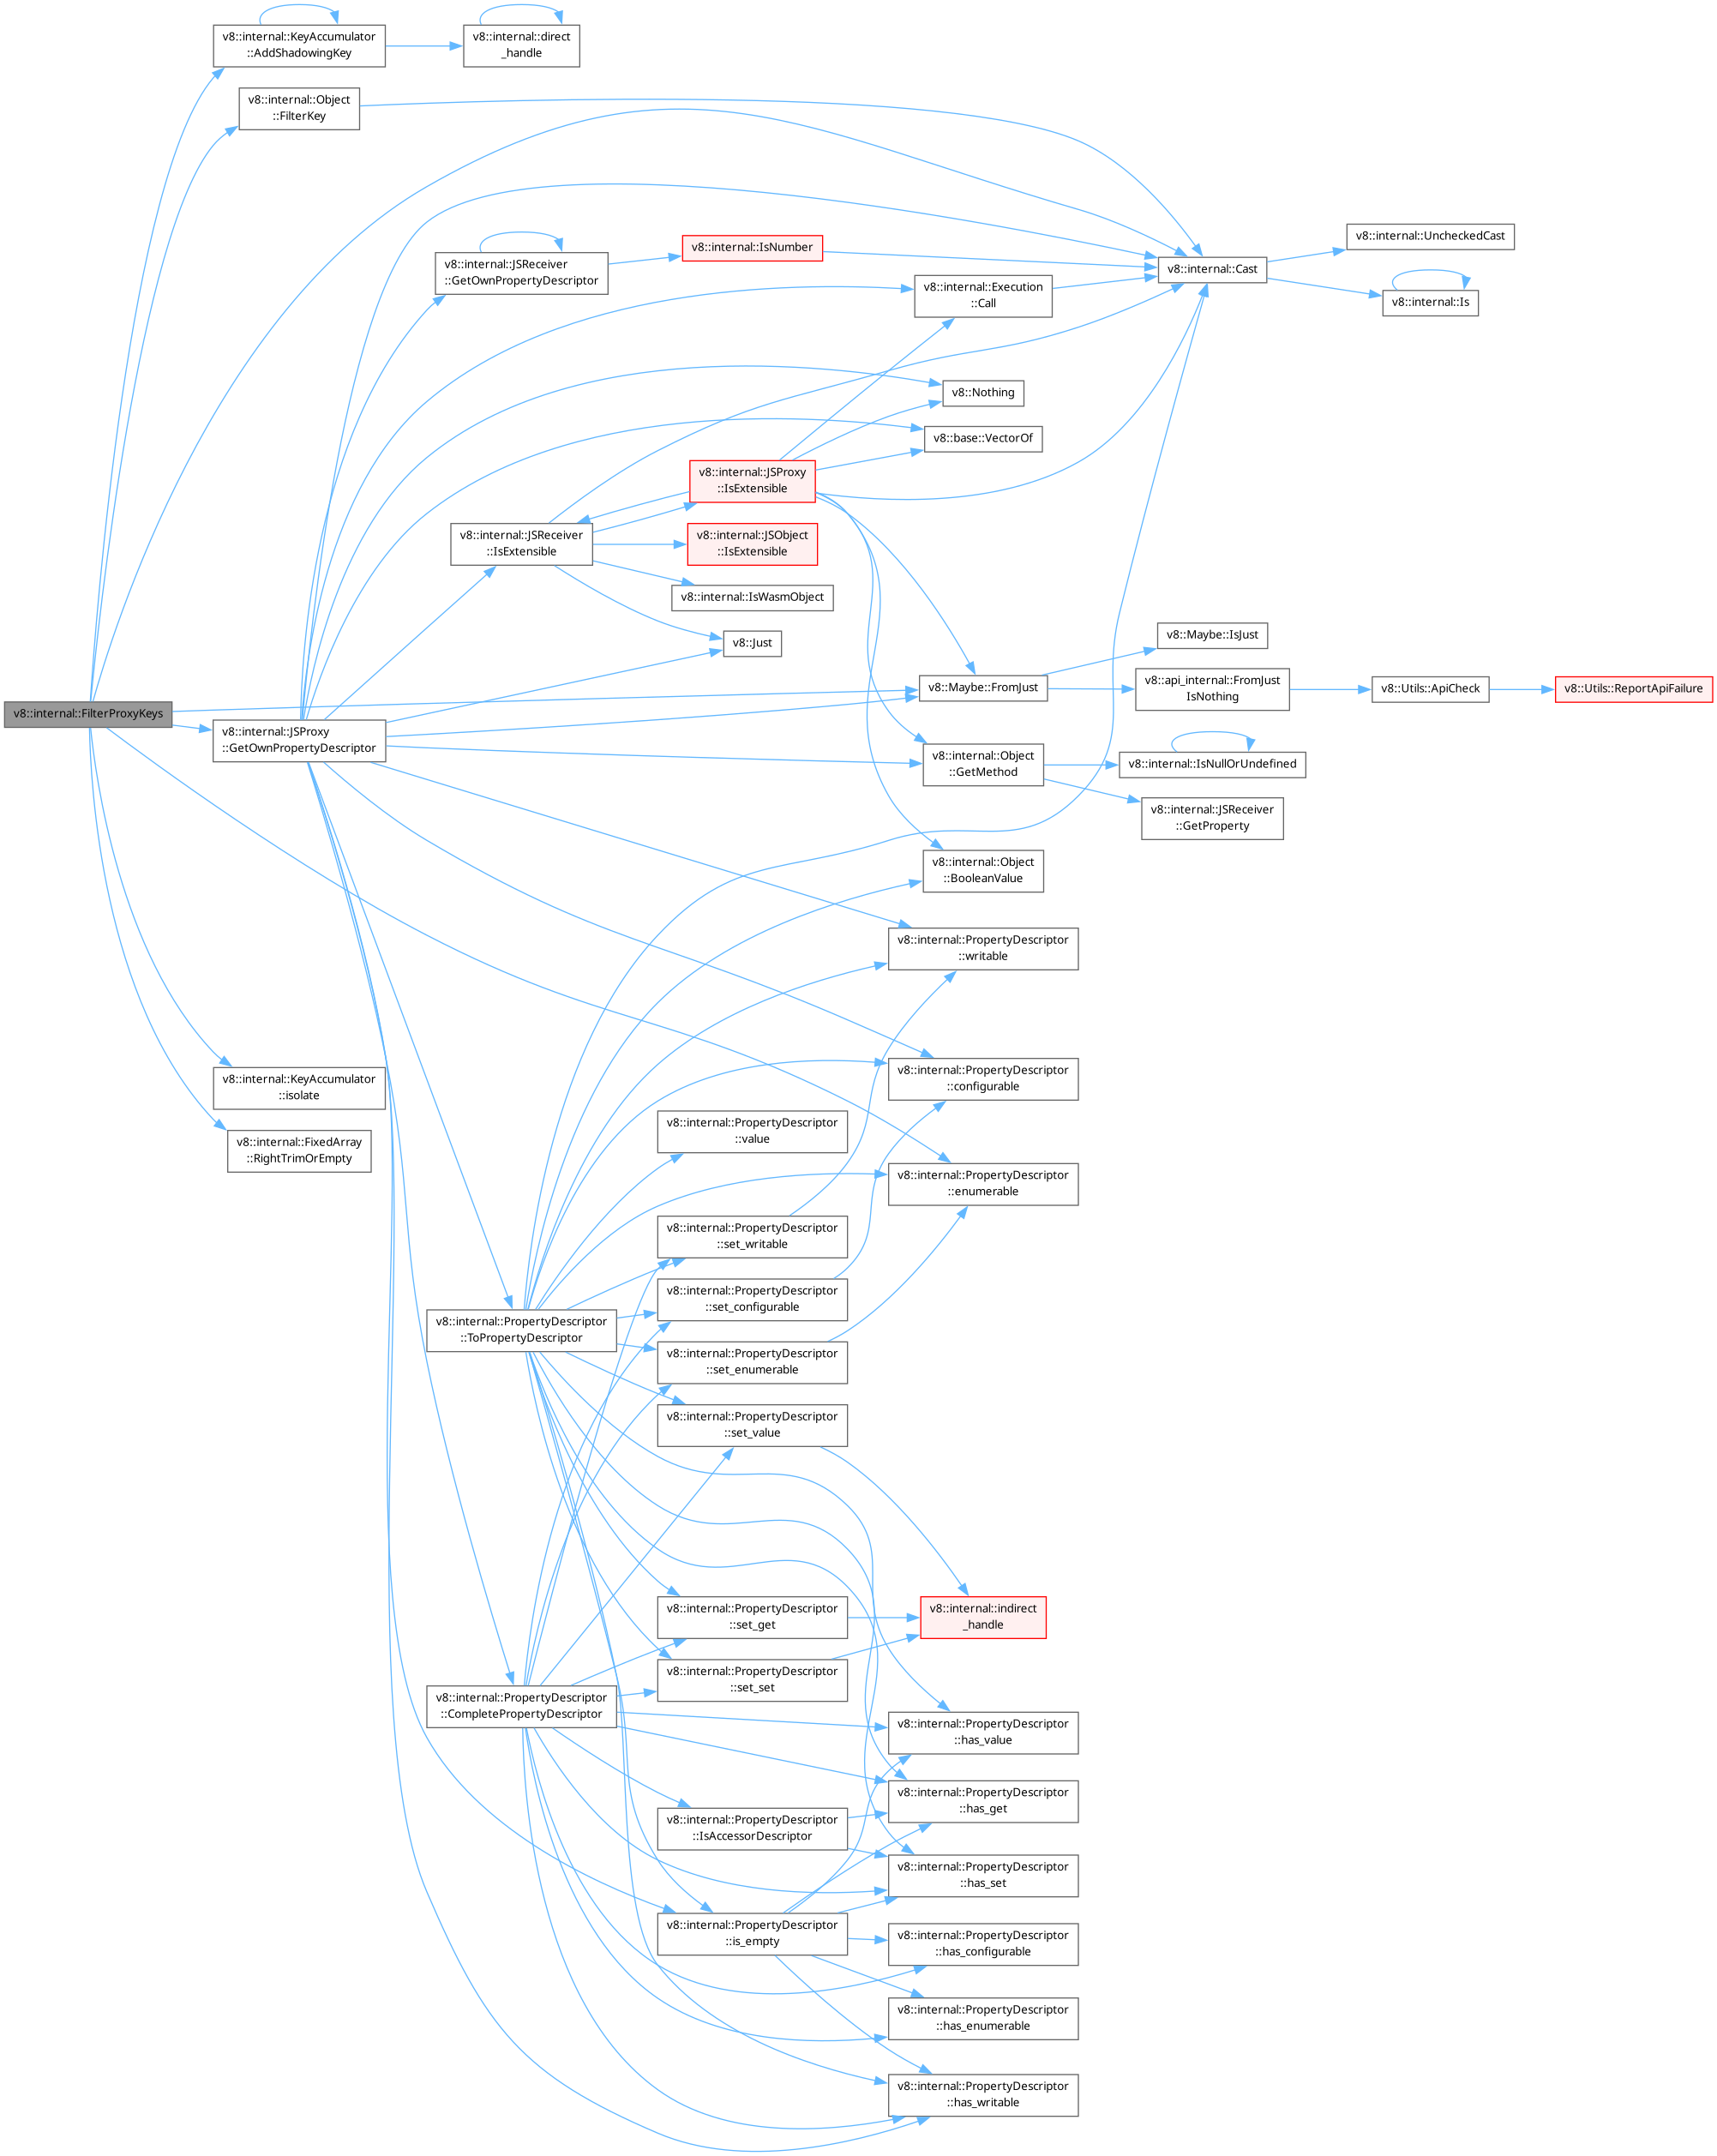 v8::internal::KeyAccumulator
::AddShadowingKey
v8::internal::direct
_handle
v8::internal::Object
::FilterKey
v8::internal::UncheckedCast
v8::internal::IsNumber
v8::internal::JSReceiver
::GetOwnPropertyDescriptor
v8::internal::Cast
v8::internal::Execution
::Call
v8::internal::Is
v8::Nothing
v8::base::VectorOf
v8::internal::JSProxy
::IsExtensible
v8::internal::JSReceiver
::IsExtensible
v8::internal::JSObject
::IsExtensible
v8::internal::IsWasmObject
v8::Just
v8::Maybe::IsJust
v8::Maybe::FromJust
v8::api_internal::FromJust
IsNothing
v8::Utils::ApiCheck
v8::Utils::ReportApiFailure
v8::internal::FilterProxyKeys
v8::internal::JSProxy
::GetOwnPropertyDescriptor
v8::internal::Object
::GetMethod
v8::internal::IsNullOrUndefined
v8::internal::JSReceiver
::GetProperty
v8::internal::Object
::BooleanValue
v8::internal::PropertyDescriptor
::writable
v8::internal::KeyAccumulator
::isolate
v8::internal::PropertyDescriptor
::configurable
v8::internal::FixedArray
::RightTrimOrEmpty
v8::internal::PropertyDescriptor
::value
v8::internal::PropertyDescriptor
::enumerable
v8::internal::PropertyDescriptor
::set_writable
v8::internal::PropertyDescriptor
::set_configurable
v8::internal::PropertyDescriptor
::ToPropertyDescriptor
v8::internal::PropertyDescriptor
::set_enumerable
v8::internal::PropertyDescriptor
::set_value
v8::internal::PropertyDescriptor
::set_get
v8::internal::indirect
_handle
v8::internal::PropertyDescriptor
::set_set
v8::internal::PropertyDescriptor
::CompletePropertyDescriptor
v8::internal::PropertyDescriptor
::has_value
v8::internal::PropertyDescriptor
::has_get
v8::internal::PropertyDescriptor
::IsAccessorDescriptor
v8::internal::PropertyDescriptor
::has_set
v8::internal::PropertyDescriptor
::is_empty
v8::internal::PropertyDescriptor
::has_configurable
v8::internal::PropertyDescriptor
::has_enumerable
v8::internal::PropertyDescriptor
::has_writable